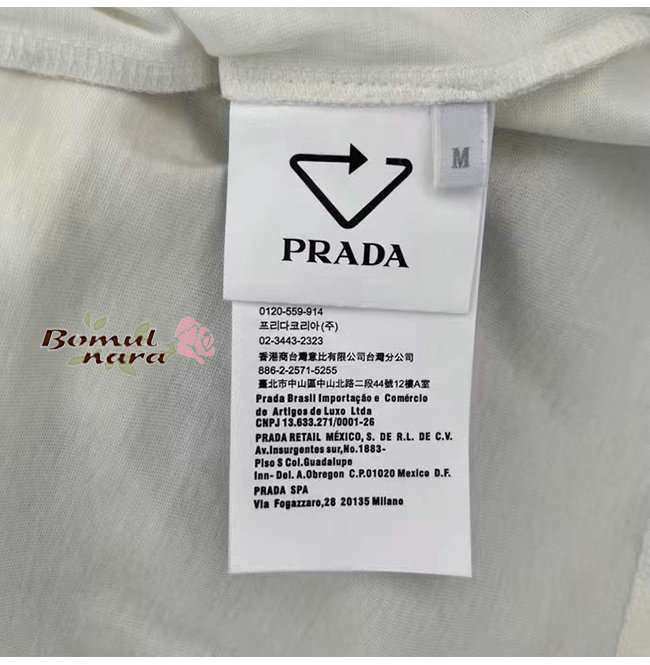 M
PRADA
0120-559-914
프리다코리아(주)
02-3443-2323
香港商台灣意比有限公司台灣分公司
886-2-2571-5255
臺北市中山區中山北路二段44號12樓A室
Prada Brasil Importação e Comércio
de Artigos de Luxo Ltda
CNPJ 13.633.271/0001-26
PRADA RETAIL MÉXICO, S. DE R.L. DE C.V.
Av.Insurgentes sur,No.1883-
Piso S Col.Guadalupe
Inn- Del. A.Obregon C.P.01020 Mexico D.F.
PRADA SPA
Via Fogazzaro,28 20135 Milano
Bomul
nara